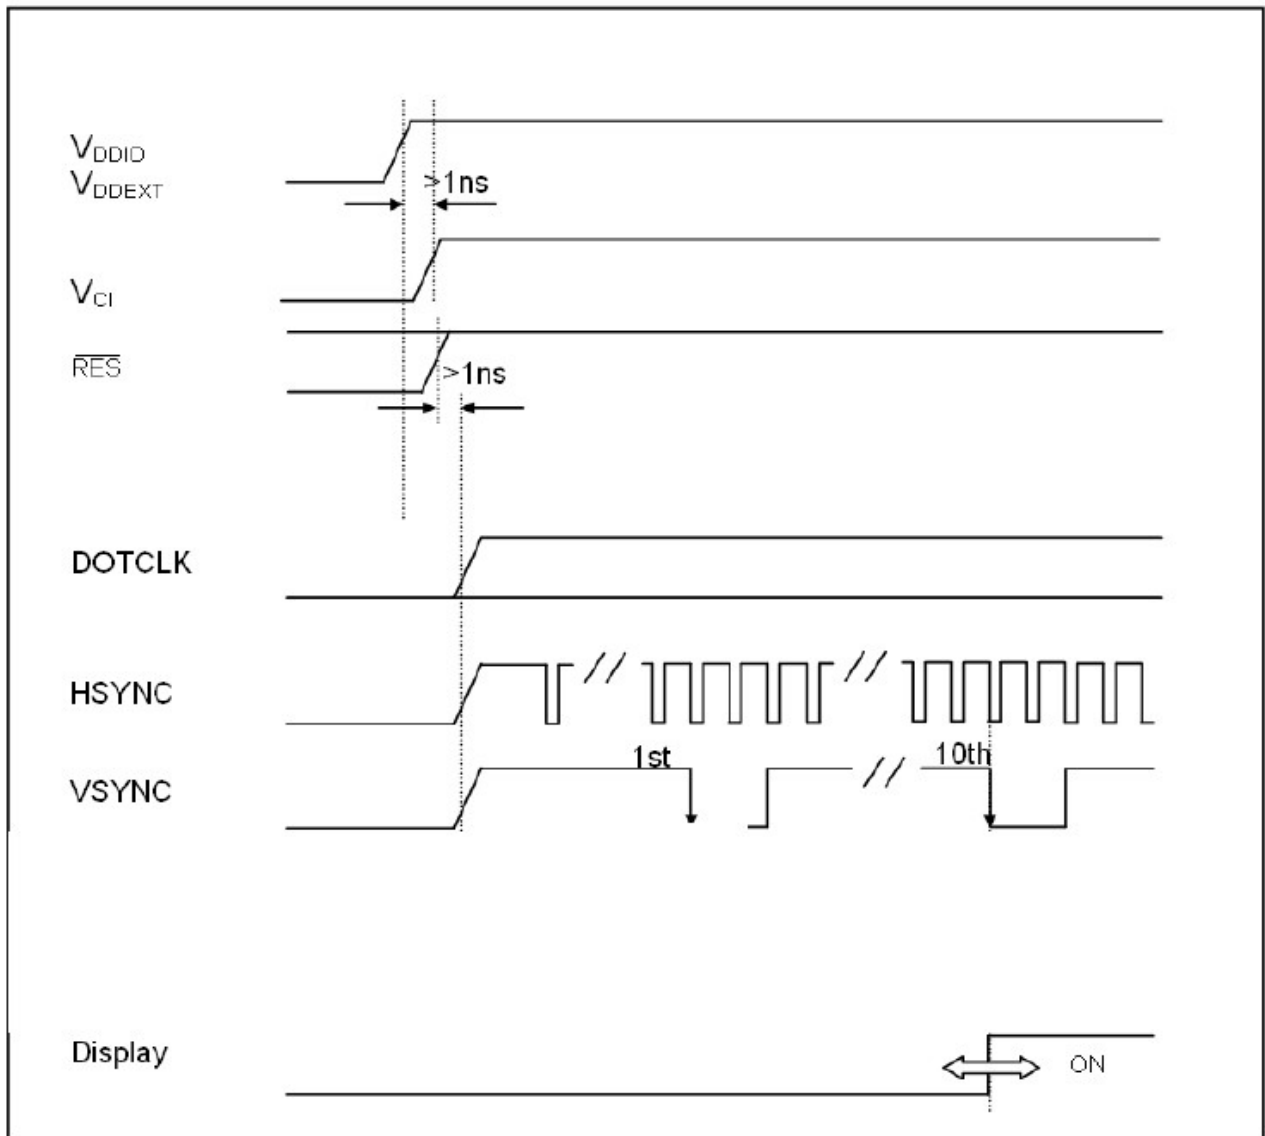 VDDIO
VDDEXT
>1ns
VCI
RES
>1ns
DOTCLK
HSYNC
1st
10th
VSYNC
Display
ON